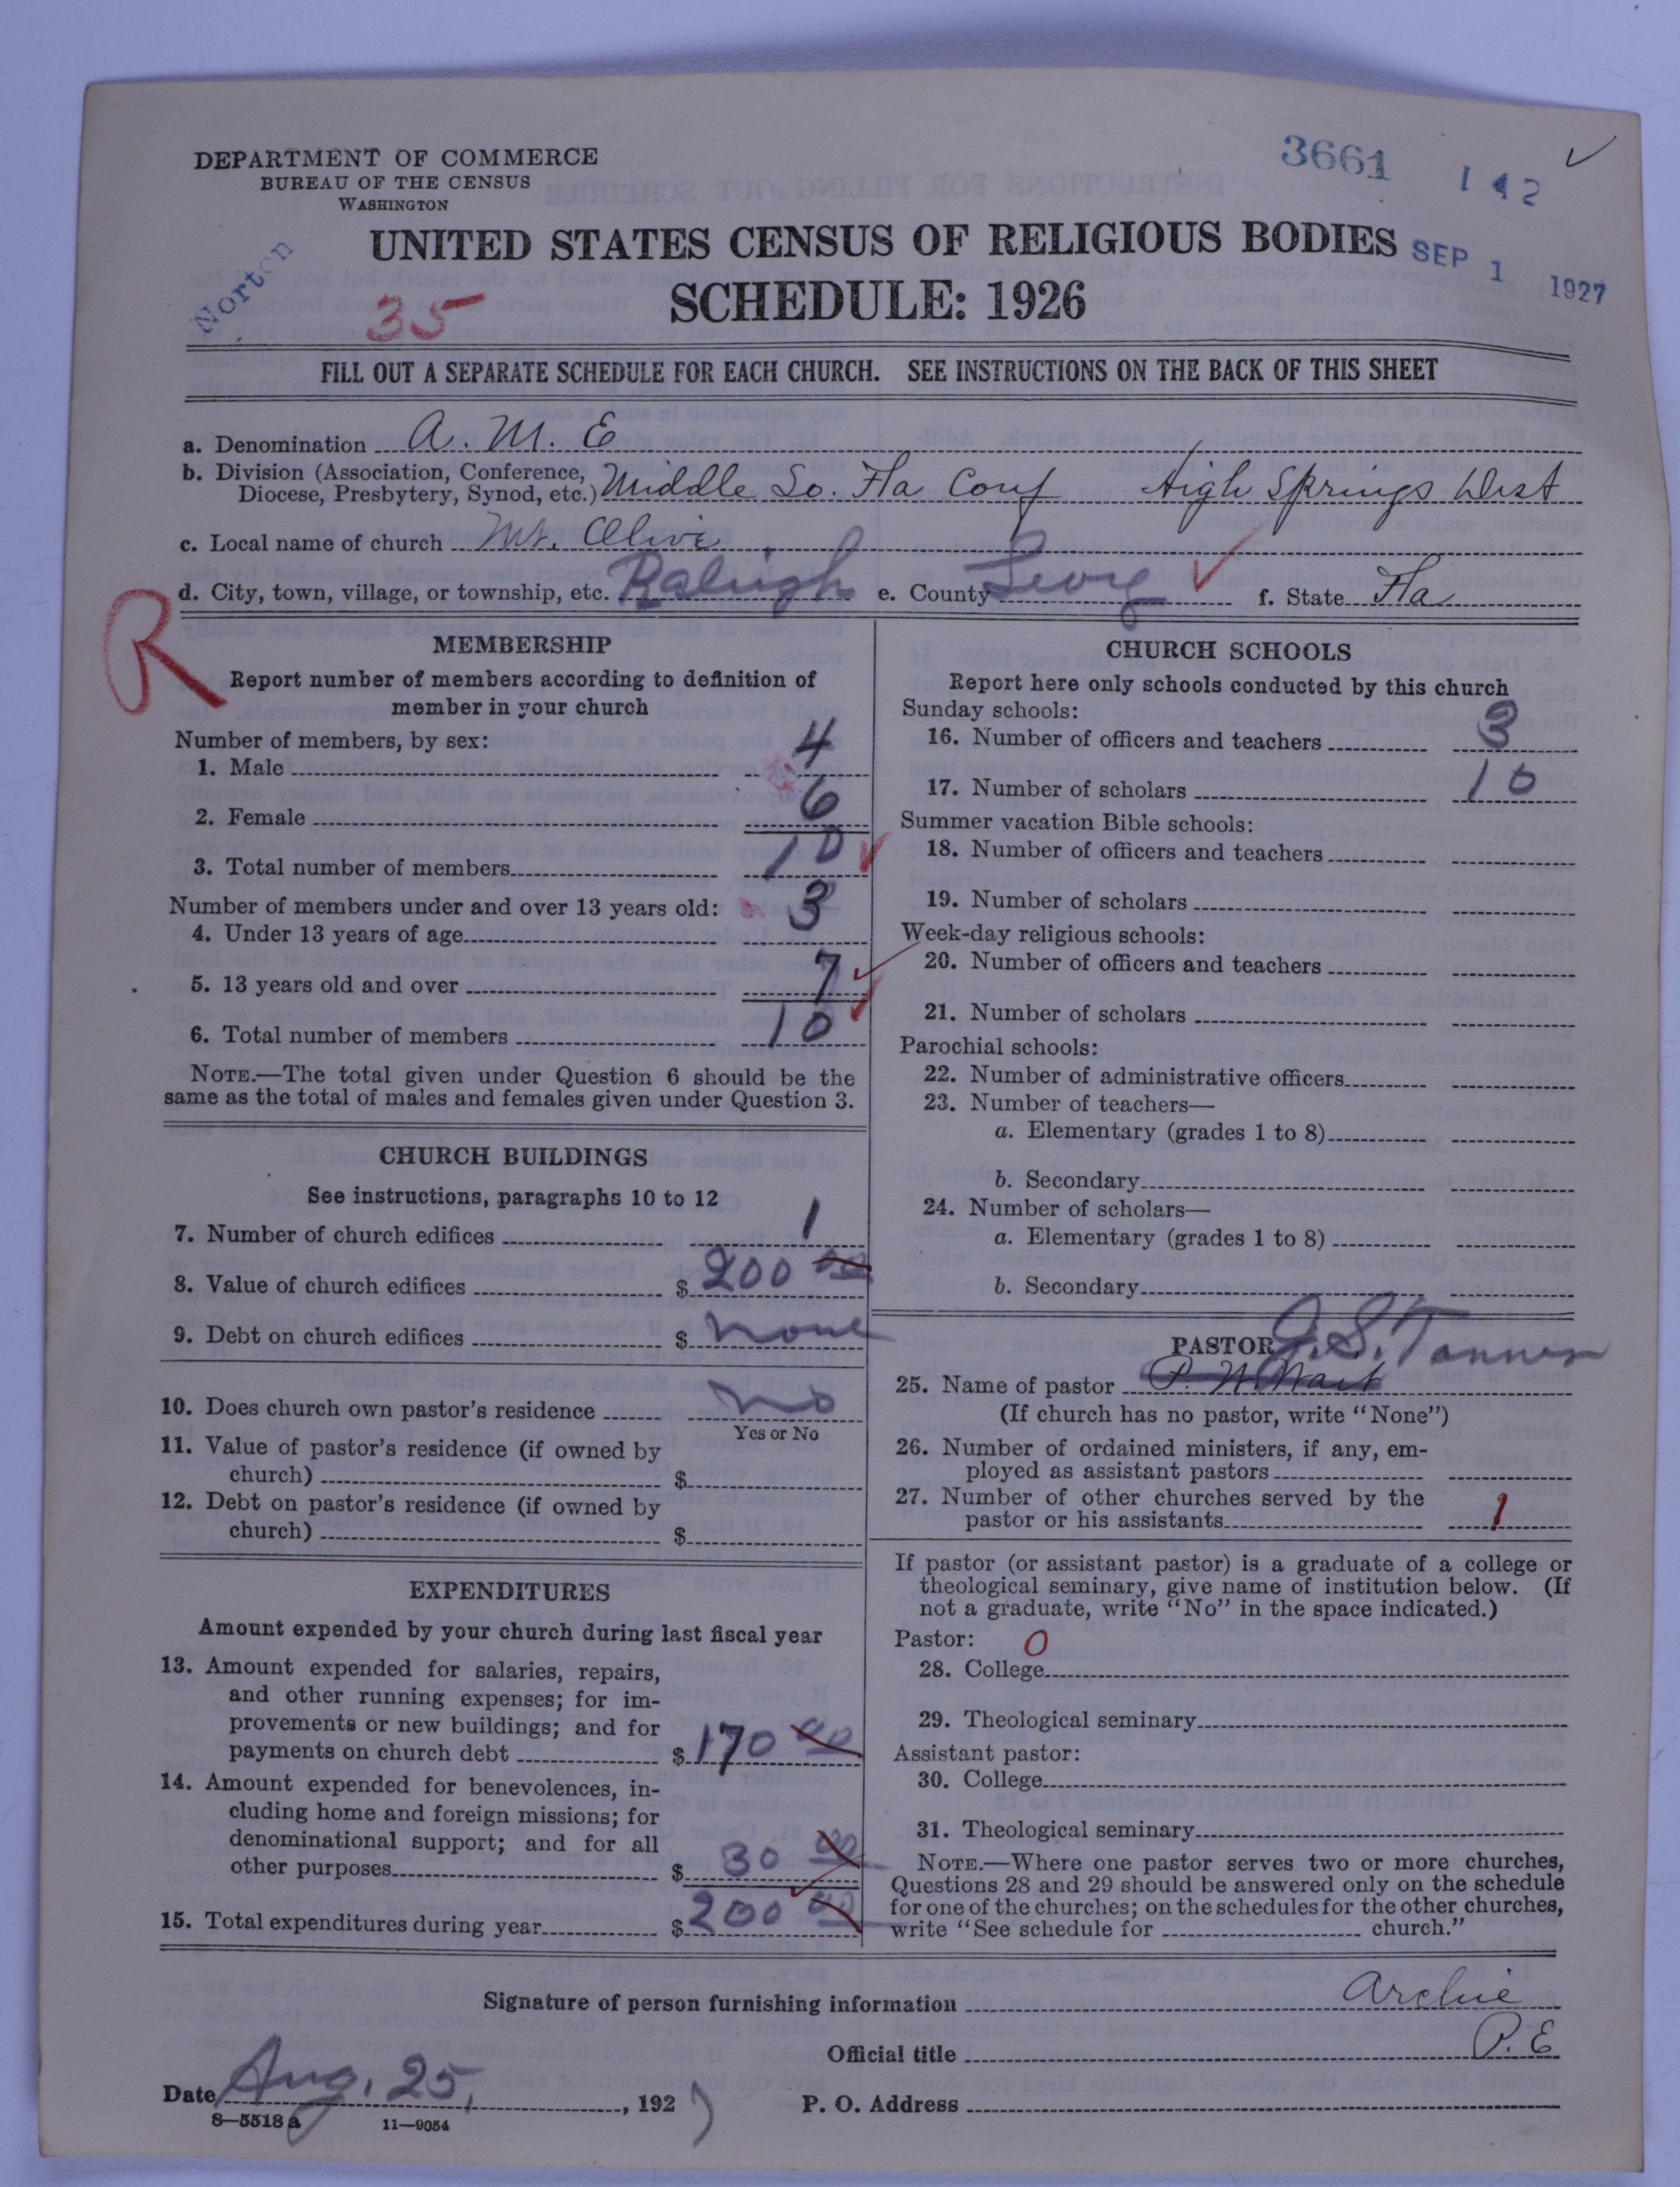 DEPARTMENT OF COMMERCE
BUREAU OF THE CENSUS
WASHINGTON
3661
142
Norton
35
UNITED STATES CENSUS OF RELIGIOUS BODIES
SEP 1 1927
SCHEDULE: 1926
FILL OUT A SEPARATE SCHEDULE FOR EACH CHURCH. SEE INSTRUCTIONS ON THE BACK OF THIS SHEET
a. Denomination A. M. E
b. Division (Association, Conference,
Diocese, Presbytery, Synod, etc.) Middle So. Fla Conf High Springs Dist
c. Local name of church Mt. Olive
d. City, town, village, or township, etc. Raleigh e. County Levy f. State Fla
R
MEMBERSHIP
Report number of members according to definition of
member in your church
Number of members, by sex:
1. Male 4
2. Female 6
3. Total number of members 10
Number of members under and over 13 years old:
4. Under 13 years of age 3
5. 13 years old and over 7
6. Total number of members 10
NOTE.—The total given under Question 6 should be the
same as the total of males and females given under Question 3.
CHURCH BUILDINGS
See instructions, paragraphs 10 to 12
7. Number of church edifices 1
8. Value of church edifices $ 200 00
9. Debt on church edifices $ none
10. Does church own pastor's residence no
Yes or No
11. Value of pastor's residence (if owned by
church) $
12. Debt on pastor's residence (if owned by
church) $
EXPENDITURES
Amount expended by your church during last fiscal year
13. Amount expended for salaries, repairs,
and other running expenses; for im-
provements or new buildings; and for
payments on church debt $ 170 00
14. Amount expended for benevolences, in-
cluding home and foreign missions; for
denominational support; and for all
other purposes $ 30 00
15. Total expenditures during year $ 200 00
CHURCH SCHOOLS
Report here only schools conducted by this church
Sunday schools:
16. Number of officers and teachers 3
17. Number of scholars 10
Summer vacation Bible schools:
18. Number of officers and teachers
19. Number of scholars
Week-day religious schools:
20. Number of officers and teachers
21. Number of scholars
Parochial schools:
22. Number of administrative officers
23. Number of teachers—
a. Elementary (grades 1 to 8)
b. Secondary
24. Number of scholars—
a. Elementary (grades 1 to 8)
b. Secondary
PASTOR J. S. Tanner
25. Name of pastor
(If church has no pastor, write "None")
26. Number of ordained ministers, if any, em-
ployed as assistant pastors
27. Number of other churches served by the
pastor or his assistants 1
If pastor (or assistant pastor) is a graduate of a college or
theological seminary, give name of institution below. (If
not a graduate, write "No" in the space indicated.)
Pastor: 0
28. College
29. Theological seminary
Assistant pastor:
30. College
31. Theological seminary
NOTE.—Where one pastor serves two or more churches,
Questions 28 and 29 should be answered only on the schedule
for one of the churches; on the schedules for the other churches,
write "See schedule for church."
Signature of person furnishing information Archie
Official title P. E
Date Aug. 25, 1927 P. O. Address
8—5518 a 11—9054